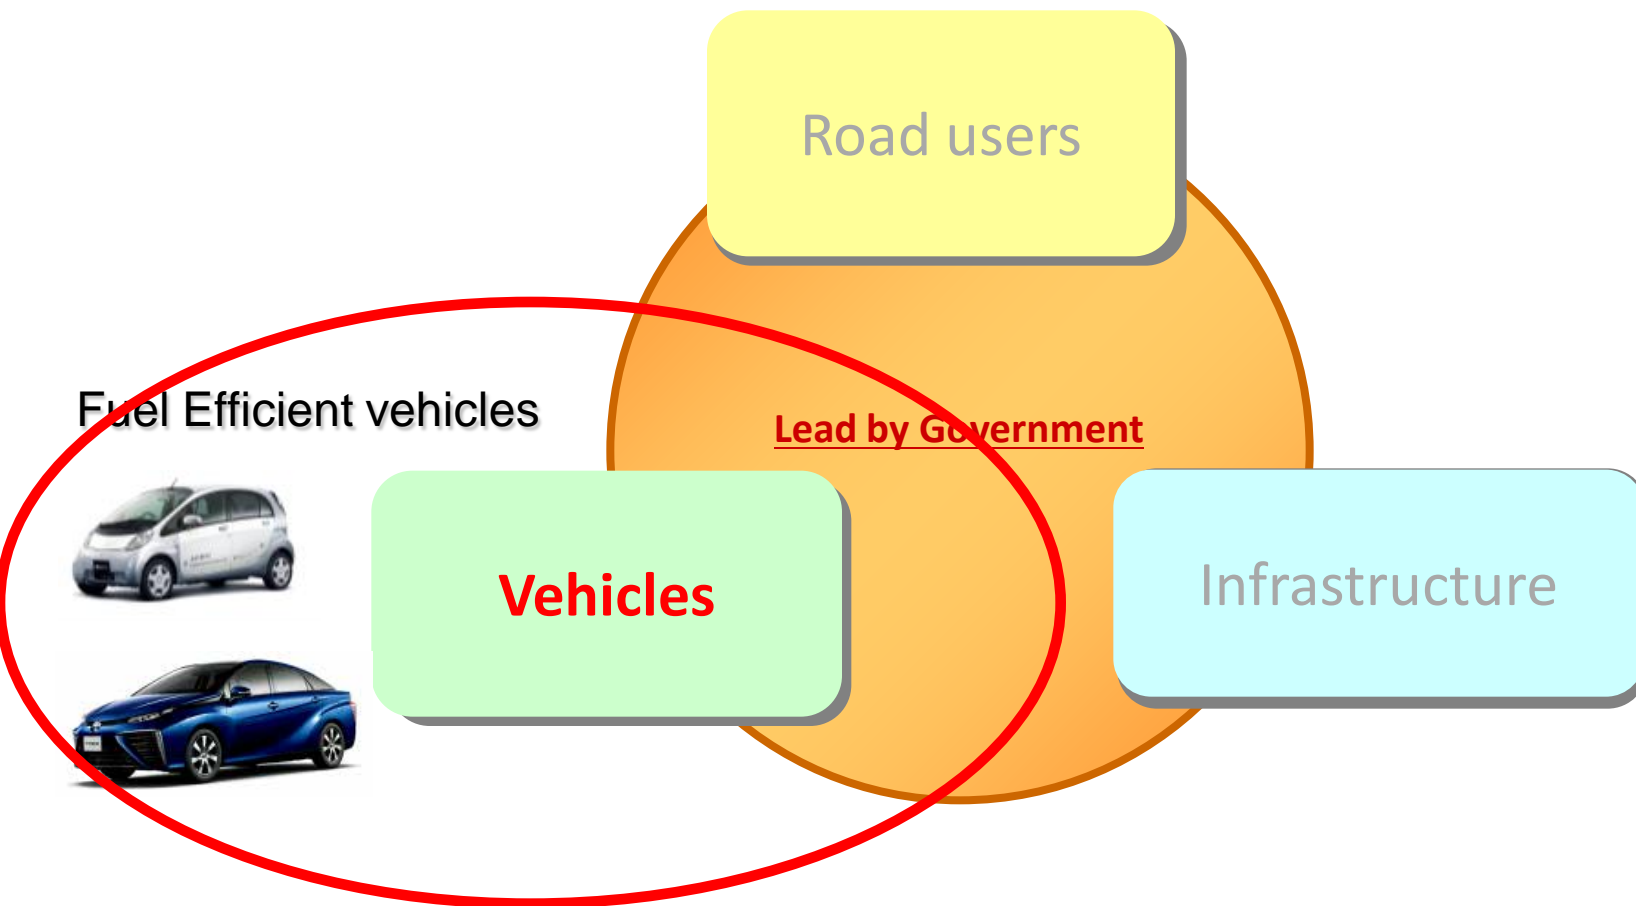 Road users
Fuel Efficient vehicles
Lead by Government
Vehicles
Infrastructure